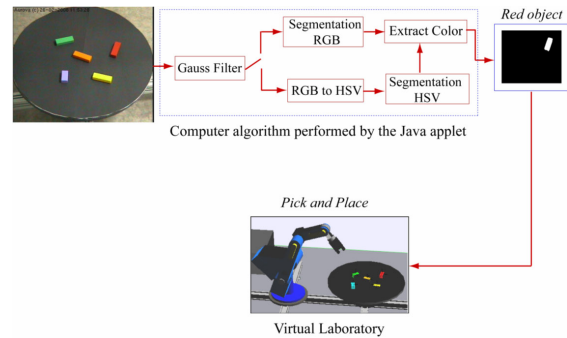 Red object
Segmentation
RGB
Extract Color
Gauss Filter
RGB to HSV
Segmentation
HSV
Computer algorithm performed by the Java applet
Pick and Place
Virtual Laboratory